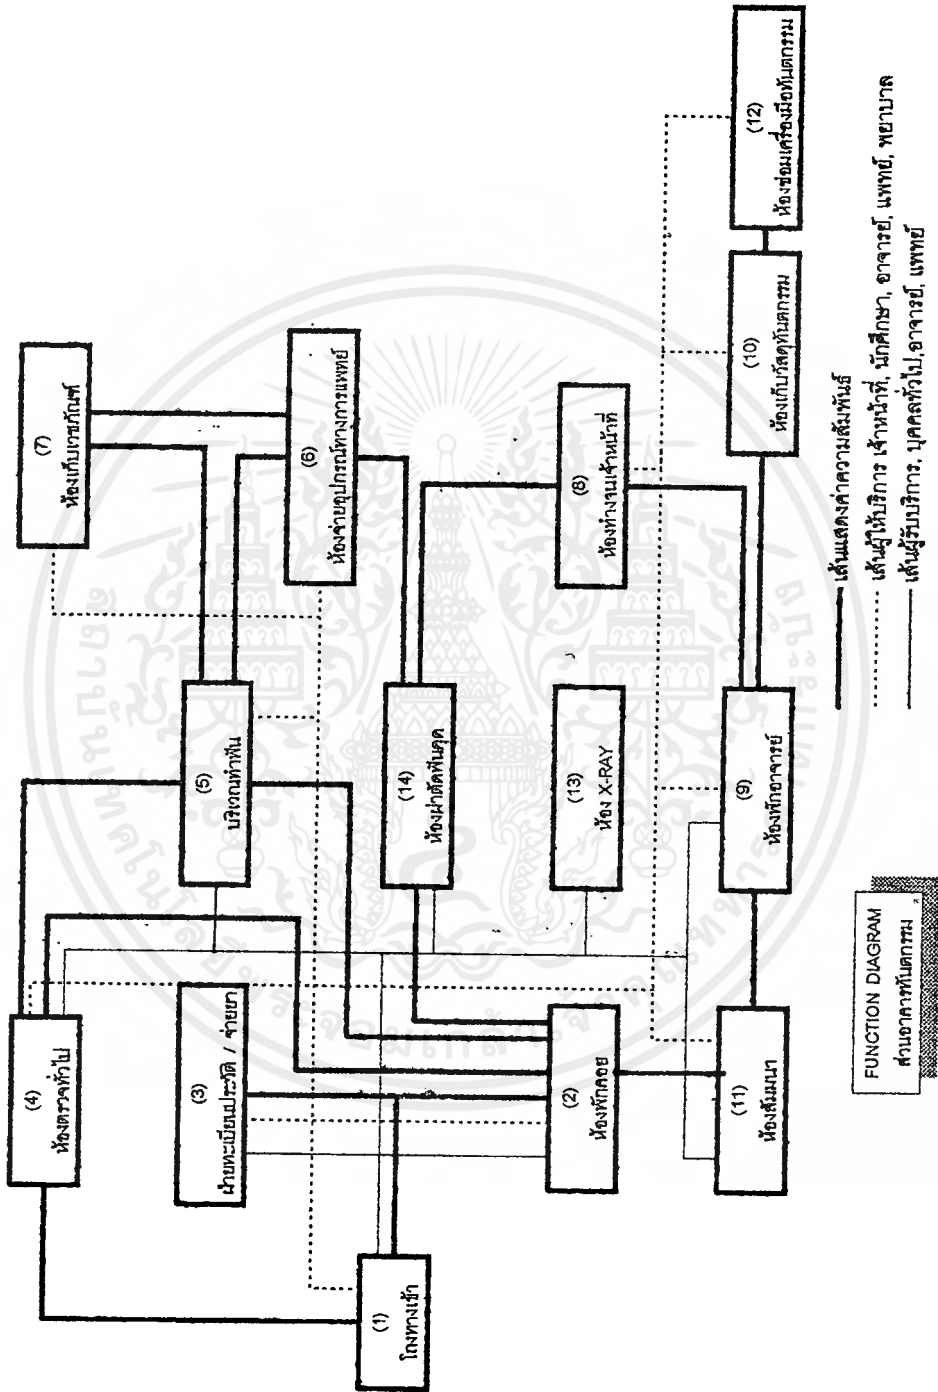 (1)
โถงทางเข้า
(4)
ห้องตรวจทั่วไป
(3)
ฝ่ายทะเบียนประวัติ / จ่ายยา
(2)
ห้องพักคอย
(11)
ห้องสัมมนา
(5)
บริเวณทำฟัน
(14)
ห้องผ่าตัดฟันคุด
(13)
ห้อง X-RAY
(9)
ห้องพักอาจารย์
(7)
ห้องเก็บเวชภัณฑ์
(6)
ห้องจ่ายอุปกรณ์ทางการแพทย์
(8)
ห้องทำงานเจ้าหน้าที่
(10)
ห้องเก็บวัสดุทันตกรรม
(12)
ห้องซ่อมเครื่องมือทันตกรรม
เส้นแสดงค่าความสัมพันธ์
เส้นผู้ให้บริการ เจ้าหน้าที่, นักศึกษา, อาจารย์, แพทย์, พยาบาล
เส้นผู้รับบริการ, บุคคลทั่วไป,อาจารย์, แพทย์
FUNCTION DIAGRAM
ส่วนอาคารทันตกรรม